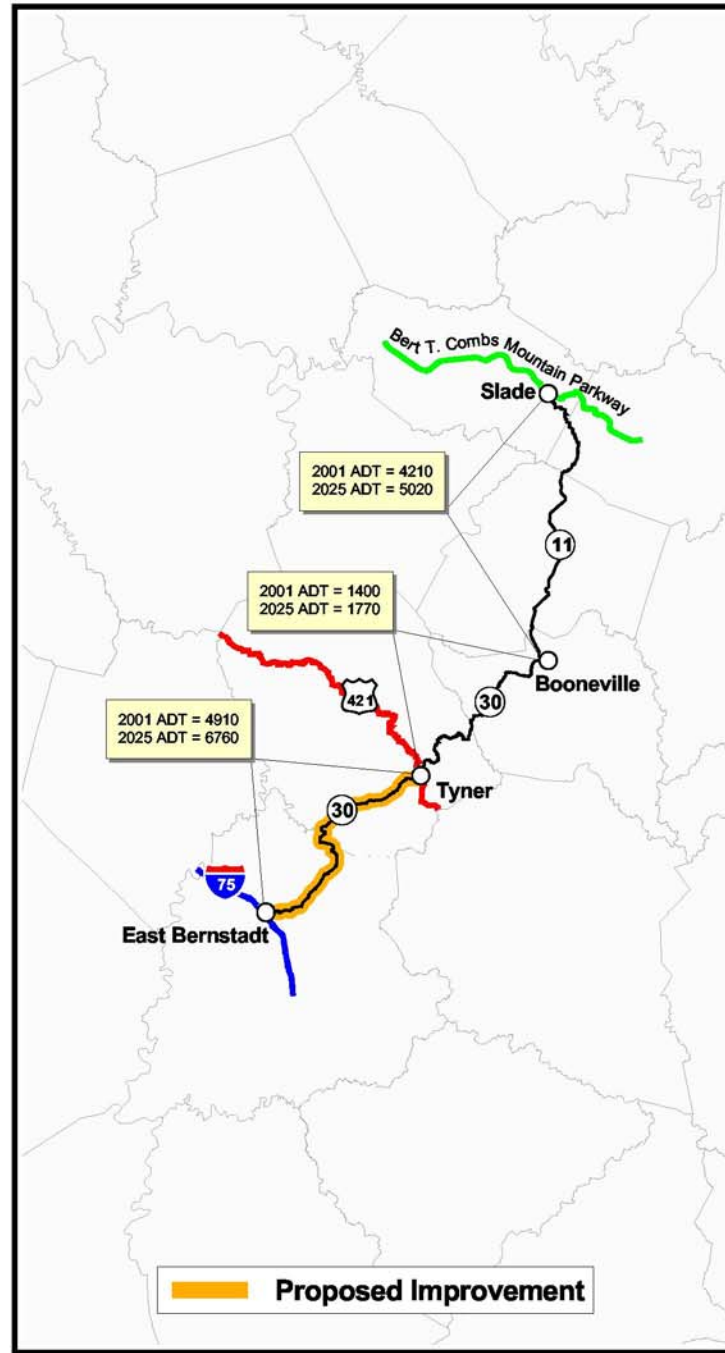 Bert T. Combs Mountain Parkway
Slade
2001 ADT = 4210
2025 ADT = 5020
11
2001 ADT = 1400
2025 ADT = 1770
Booneville
30
421
2001 ADT = 4910
2025 ADT = 6760
Tyner
30
75
East Bernstadt
Proposed Improvement